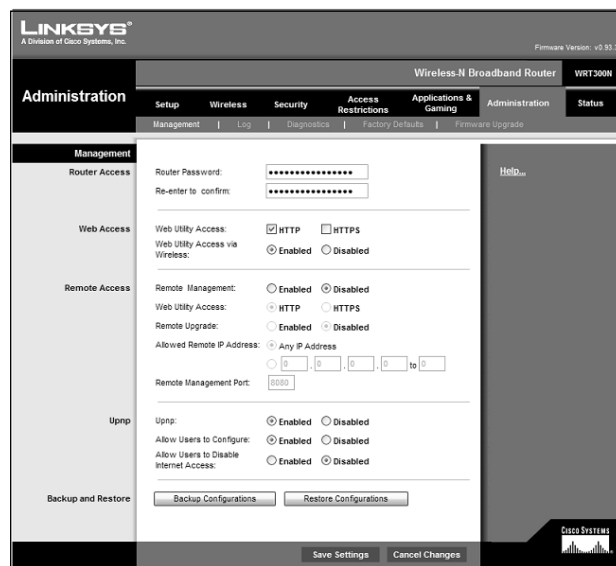 LINKSYS®
A Division of Cisco Systems, Inc.
Firmware Version: v0.93.
Wireless-N Broadband Router WRT300N
Administration
Setup Wireless Security Access Restrictions Applications & Gaming Administration Status
Management | Log | Diagnostics | Factory Defaults | Firmware Upgrade
Management
Router Access
Router Password: ••••••••••••••••
Re-enter to confirm: ••••••••••••••••
Help...
Web Access
Web Utility Access: HTTP HTTPS
Web Utility Access via
Wireless: Enabled Disabled
Remote Access
Remote Management: Enabled Disabled
Web Utility Access: HTTP HTTPS
Remote Upgrade: Enabled Disabled
Allowed Remote IP Address: Any IP Address
0 . 0 . 0 . 0 to 0
Remote Management Port: 8080
Upnp
Upnp: Enabled Disabled
Allow Users to Configure: Enabled Disabled
Allow Users to Disable
Internet Access: Enabled Disabled
Backup and Restore
Backup Configurations Restore Configurations
Save Settings Cancel Changes
CISCO SYSTEMS